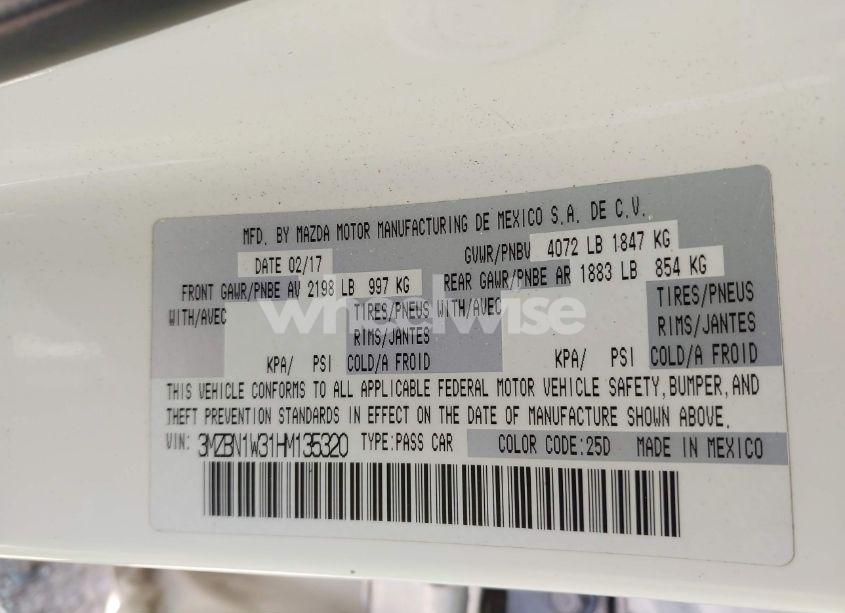 MFD. BY MAZDA MOTOR MANUFACTURING DE MEXICO S.A. DE C.V.
DATE 02/17 GVWR/PNBV 4072 LB 1847 KG
FRONT GAWR/PNBE AV 2198 LB 997 KG REAR GAWR/PNBE AR 1883 LB 854 KG
WITH/AVEC TIRES/PNEUS WITH/AVEC TIRES/PNEUS
RIMS/JANTES RIMS/JANTES
KPA/ PSI COLD/A FROID KPA/ PSI COLD/A FROID
THIS VEHICLE CONFORMS TO ALL APPLICABLE FEDERAL MOTOR VEHICLE SAFETY, BUMPER, AND
THEFT PREVENTION STANDARDS IN EFFECT ON THE DATE OF MANUFACTURE SHOWN ABOVE.
VIN: 3MZBN1W31HM135320 TYPE:PASS CAR COLOR CODE:25D MADE IN MEXICO
wheelwise